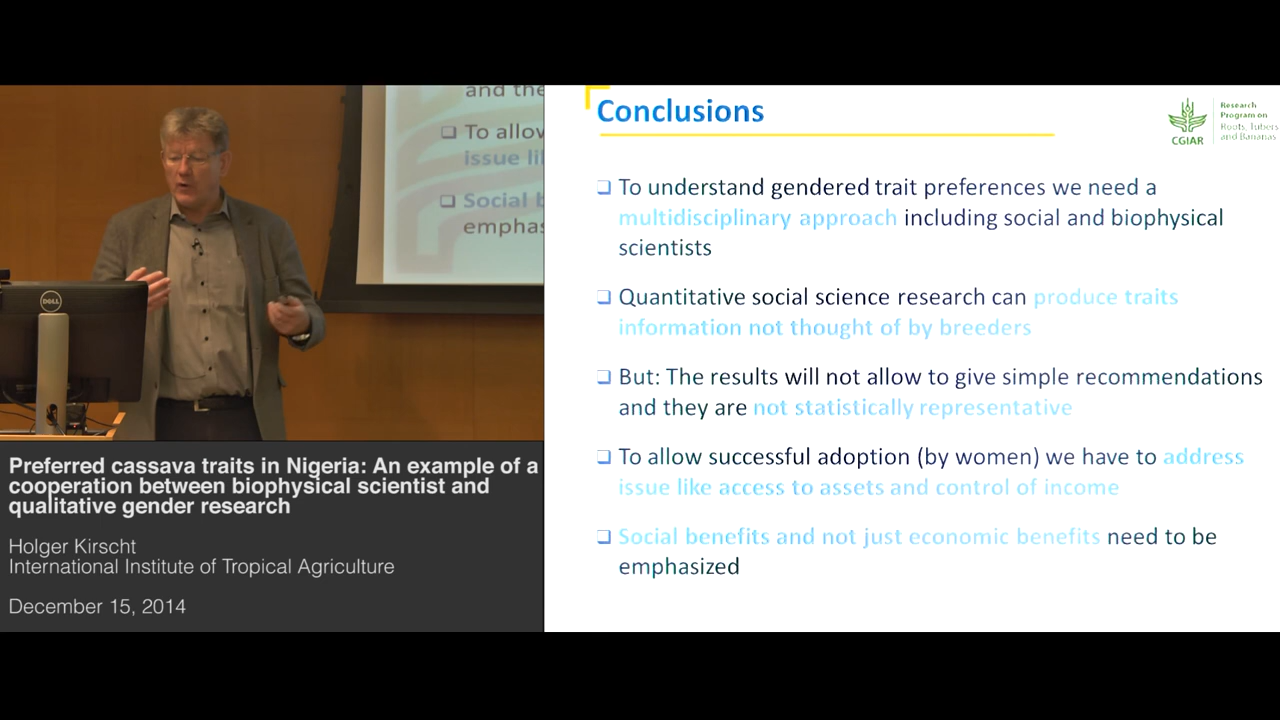 and the
❑ To allow
issue li
❑ Social b
emphas
DELL
Preferred cassava traits in Nigeria: An example of a
cooperation between biophysical scientist and
qualitative gender research
Holger Kirscht
International Institute of Tropical Agriculture
December 15, 2014
Conclusions
CGIAR
Research
Program on
Roots, Tubers
and Bananas
❑ To understand gendered trait preferences we need a
multidisciplinary approach including social and biophysical
scientists
❑ Quantitative social science research can produce traits
information not thought of by breeders
❑ But: The results will not allow to give simple recommendations
and they are not statistically representative
❑ To allow successful adoption (by women) we have to address
issue like access to assets and control of income
❑ Social benefits and not just economic benefits need to be
emphasized